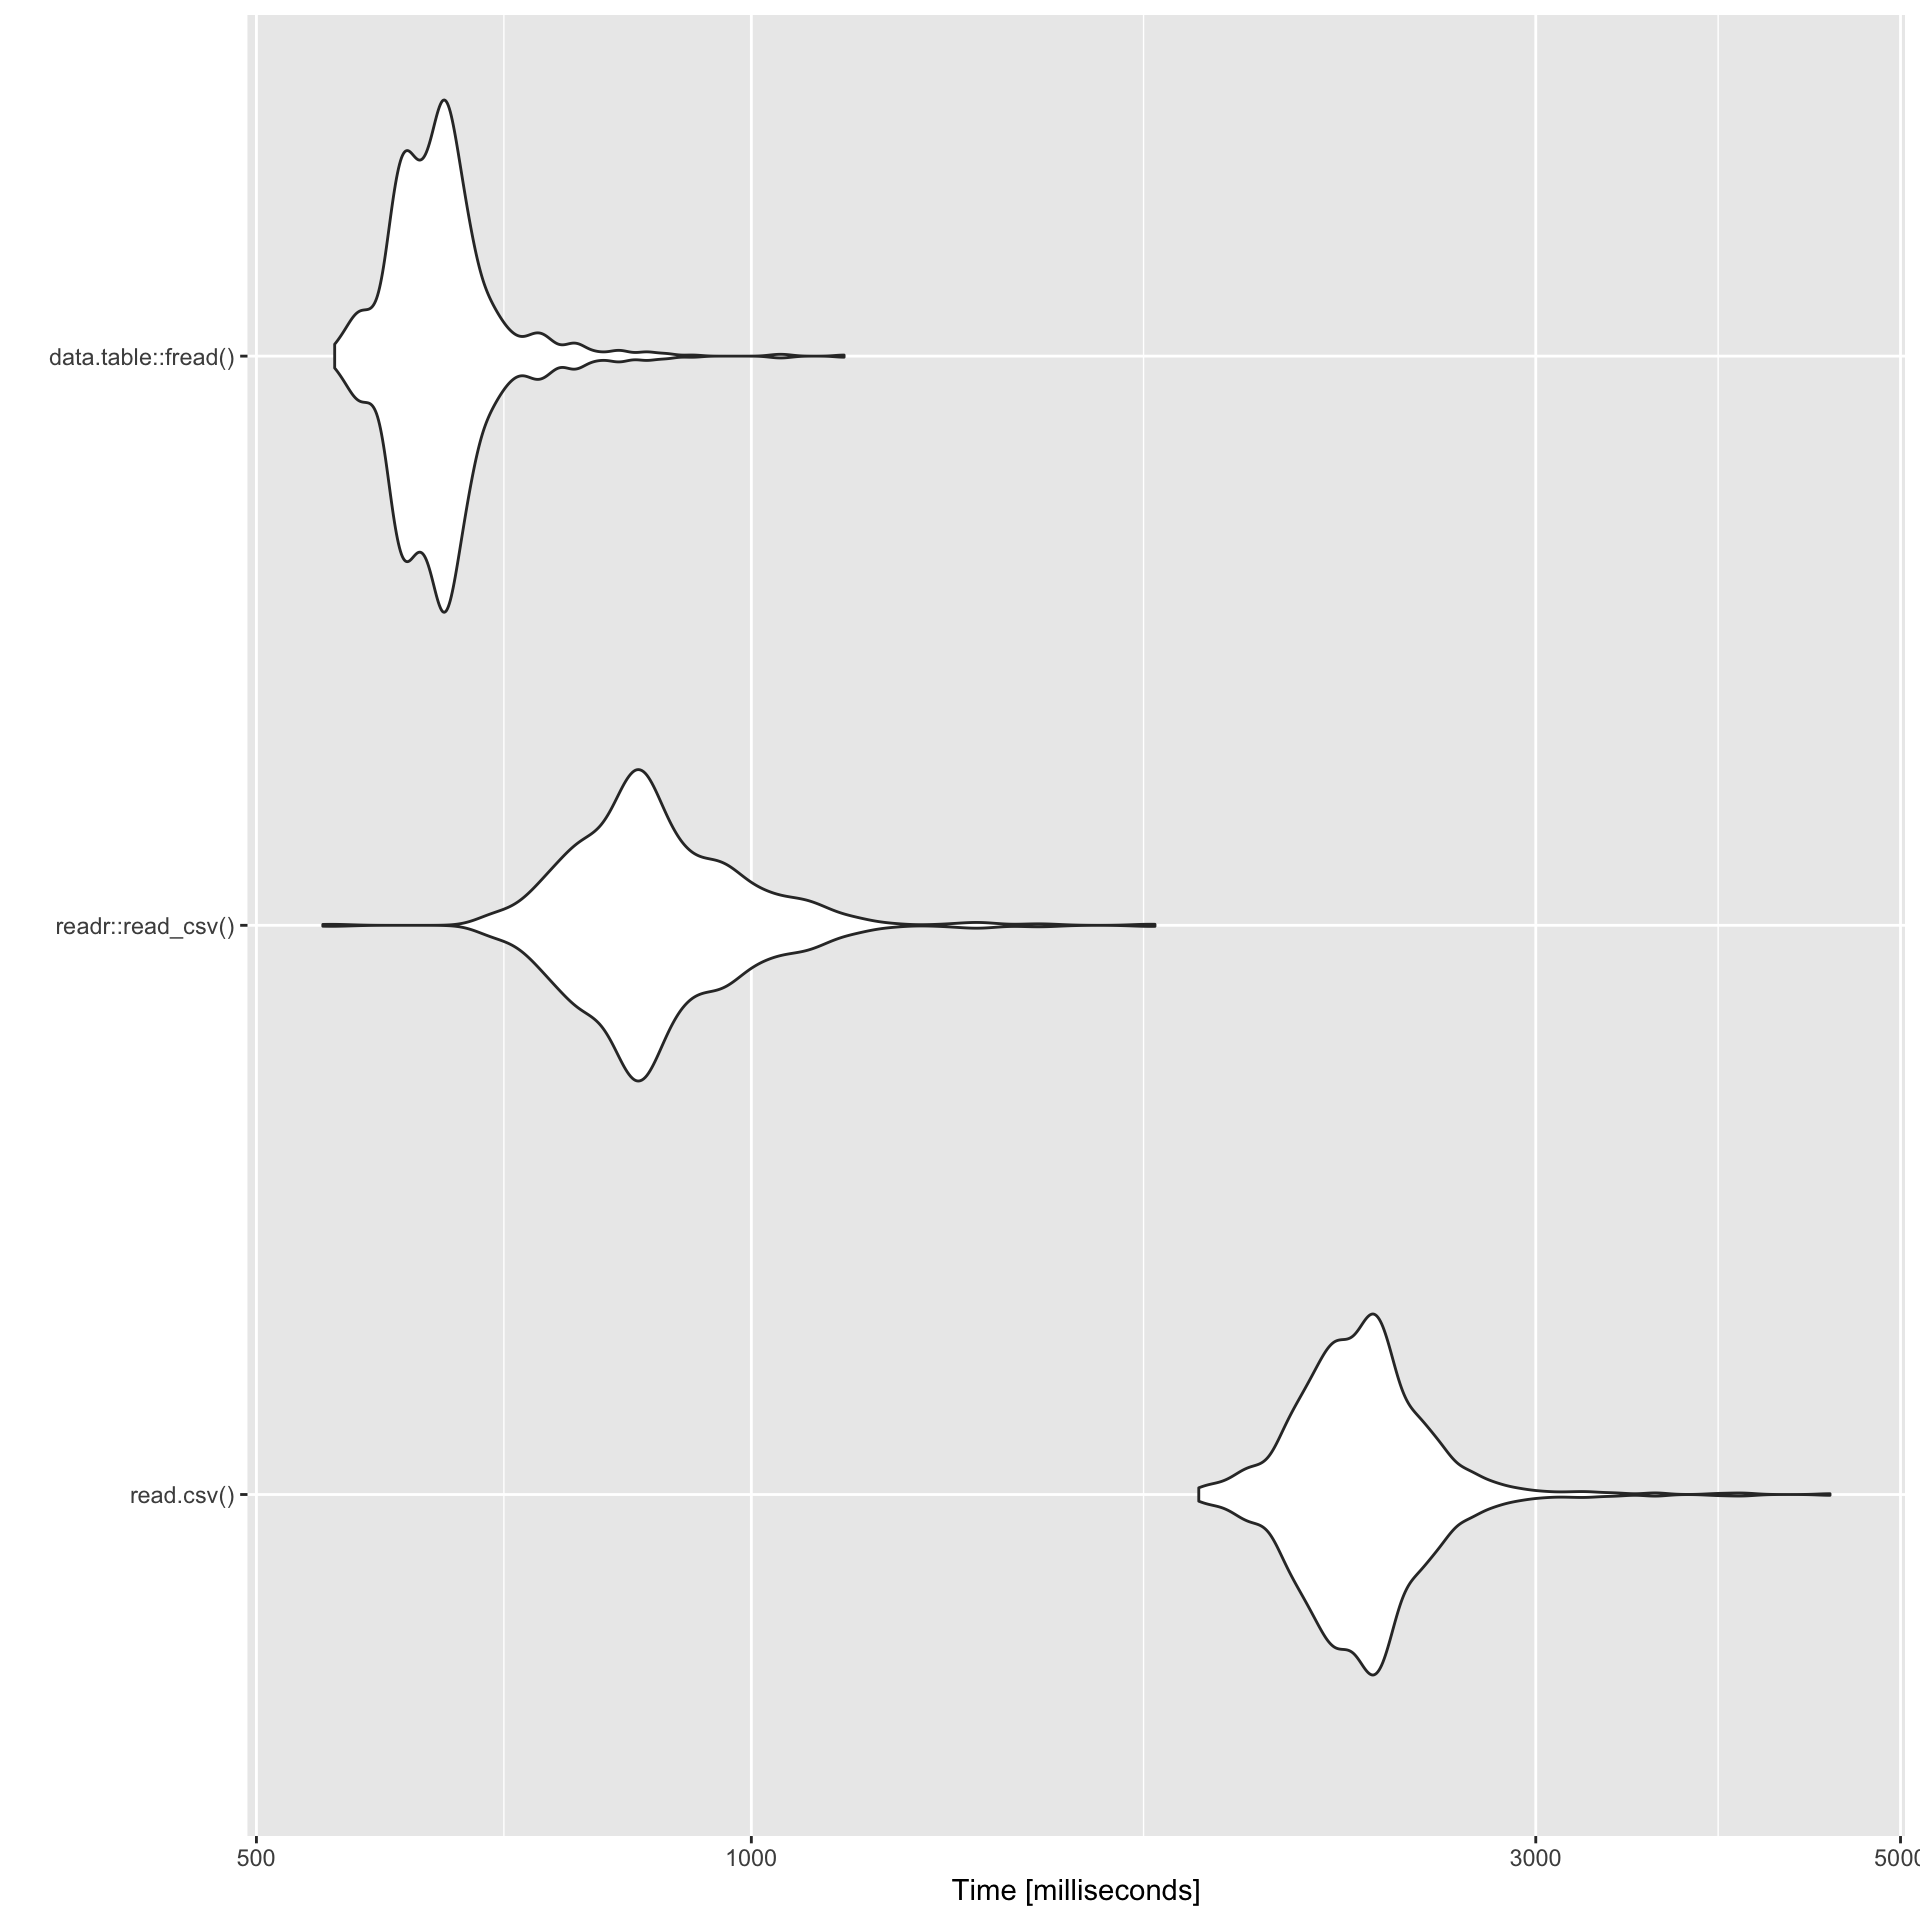 data.table::fread()
readr::read_csv()
read.csv()
500 1000 3000 5000
Time [milliseconds]